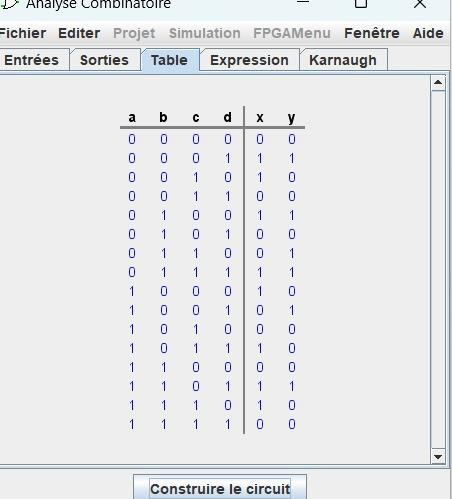 Analyse Combinatoire
Fichier Editer Projet Simulation FPGAMenu Fenêtre Aide
Entrées Sorties Table Expression Karnaugh
a b c d x y
0 0 0 0 0 0
0 0 0 1 1 1
0 0 1 0 1 0
0 0 1 1 0 0
0 1 0 0 1 1
0 1 0 1 0 0
0 1 1 0 0 1
0 1 1 1 1 1
1 0 0 0 1 0
1 0 0 1 0 1
1 0 1 0 0 0
1 0 1 1 1 0
1 1 0 0 0 0
1 1 0 1 1 1
1 1 1 0 1 0
1 1 1 1 0 0
Construire le circuit